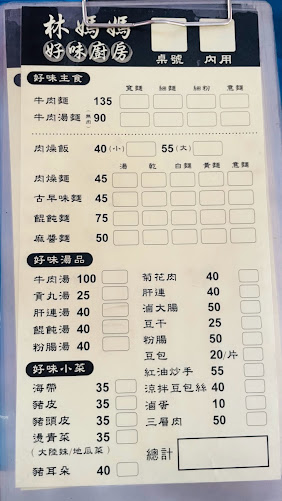 林媽媽
好味廚房
桌號 內用
好味主食
寬麵 細麵 細粉 意麵
牛肉麵 135
牛肉湯麵(無肉) 90
肉燥飯 40(小) 55(大)
湯 乾 白麵 黃麵 意麵
肉燥麵 45
古早味麵 45
餛飩麵 75
麻醬麵 50
好味湯品
牛肉湯 100
貢丸湯 25
肝連湯 40
餛飩湯 40
粉腸湯 40
好味小菜
海帶 35
豬皮 35
豬頭皮 35
燙青菜 35
(大陸妹/地瓜菜)
豬耳朵 40
菊花肉 40
肝連 40
滷大腸 50
豆干 25
粉腸 50
豆包 20/片
紅油炒手 55
涼拌豆包絲 40
滷蛋 10
三層肉 50
總計